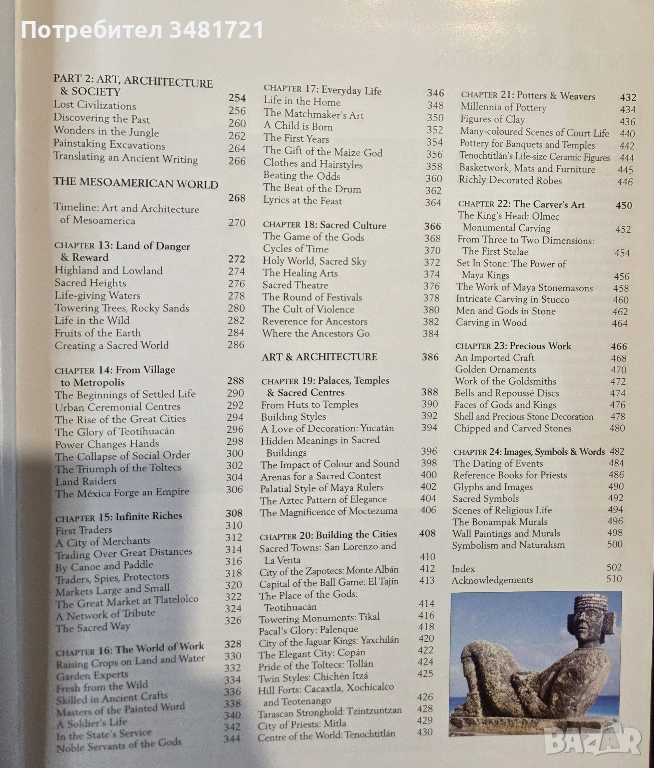 Потребител 3481721
PART 2: ART, ARCHITECTURE
& SOCIETY 254
Lost Civilizations 256
Discovering the Past 260
Wonders in the Jungle 262
Painstaking Excavations 264
Translating an Ancient Writing 266
THE MESOAMERICAN WORLD
268
Timeline: Art and Architecture
of Mesoamerica 270
CHAPTER 13: Land of Danger
& Reward 272
Highland and Lowland 274
Sacred Heights 276
Life-giving Waters 278
Towering Trees, Rocky Sands 280
Life in the Wild 282
Fruits of the Earth 284
Creating a Sacred World 286
CHAPTER 14: From Village
to Metropolis 288
The Beginnings of Settled Life 290
Urban Ceremonial Centres 292
The Rise of the Great Cities 294
The Glory of Teotihuacán 296
Power Changes Hands 298
The Collapse of Social Order 300
The Triumph of the Toltecs 302
Land Raiders 304
The Méxica Forge an Empire 306
CHAPTER 15: Infinite Riches 308
First Traders 310
A City of Merchants 312
Trading Over Great Distances 314
By Canoe and Paddle 316
Traders, Spies, Protectors 318
Markets Large and Small 320
The Great Market at Tlatelolco 322
A Network of Tribute 324
The Sacred Way 326
CHAPTER 16: The World of Work 328
Raising Crops on Land and Water 330
Garden Experts 332
Fresh from the Wild 334
Skilled in Ancient Crafts 336
Masters of the Painted Word 338
A Soldier's Life 340
In the State's Service 342
Noble Servants of the Gods 344
CHAPTER 17: Everyday Life 346
Life in the Home 348
The Matchmaker's Art 350
A Child is Born 352
The First Years 354
The Gift of the Maize God 356
Clothes and Hairstyles 358
Beating the Odds 360
The Beat of the Drum 362
Lyrics at the Feast 364
CHAPTER 18: Sacred Culture 366
The Game of the Gods 368
Cycles of Time 370
Holy World, Sacred Sky 372
The Healing Arts 374
Sacred Theatre 376
The Round of Festivals 378
The Cult of Violence 380
Reverence for Ancestors 382
Where the Ancestors Go 384
ART & ARCHITECTURE 386
CHAPTER 19: Palaces, Temples
& Sacred Centres 388
From Huts to Temples 390
Building Styles 392
A Love of Decoration: Yucatán 394
Hidden Meanings in Sacred
Buildings 396
The Impact of Colour and Sound 398
Arenas for a Sacred Contest 400
Palatial Style of Maya Rulers 402
The Aztec Pattern of Elegance 404
The Magnificence of Moctezuma 406
CHAPTER 20: Building the Cities 408
Sacred Towns: San Lorenzo and
La Venta 410
City of the Zapotecs: Monte Albán 412
Capital of the Ball Game: El Tajín 413
The Place of the Gods:
Teotihuacán 414
Towering Monuments: Tikal 416
Pacal's Glory: Palenque 418
City of the Jaguar Kings: Yaxchilán 420
The Elegant City: Copán 422
Pride of the Toltecs: Tollán 424
Twin Styles: Chichén Itzá 425
Hill Forts: Cacaxtla, Xochicalco
and Teotenango 426
Tarascan Stronghold: Tzintzuntzan 428
City of Priests: Mitla 429
Centre of the World: Tenochtitlán 430
CHAPTER 21: Potters & Weavers 432
Millennia of Pottery 434
Figures of Clay 436
Many-coloured Scenes of Court Life 440
Pottery for Banquets and Temples 442
Tenochtitlán's Life-size Ceramic Figures 444
Basketwork, Mats and Furniture 445
Richly Decorated Robes 446
CHAPTER 22: The Carver's Art 450
The King's Head: Olmec
Monumental Carving 452
From Three to Two Dimensions:
The First Stelae 454
Set In Stone: The Power of
Maya Kings 456
The Work of Maya Stonemasons 458
Intricate Carving in Stucco 460
Men and Gods in Stone 462
Carving in Wood 464
CHAPTER 23: Precious Work 466
An Imported Craft 468
Golden Ornaments 470
Work of the Goldsmiths 472
Bells and Repousse Discs 474
Faces of Gods and Kings 476
Shell and Precious Stone Decoration 478
Chipped and Carved Stones 480
CHAPTER 24: Images, Symbols & Words 482
The Dating of Events 484
Reference Books for Priests 486
Glyphs and Images 490
Sacred Symbols 492
Scenes of Religious Life 494
The Bonampak Murals 496
Wall Paintings and Murals 498
Symbolism and Naturalism 500
Index 502
Acknowledgements 510
BAZAR